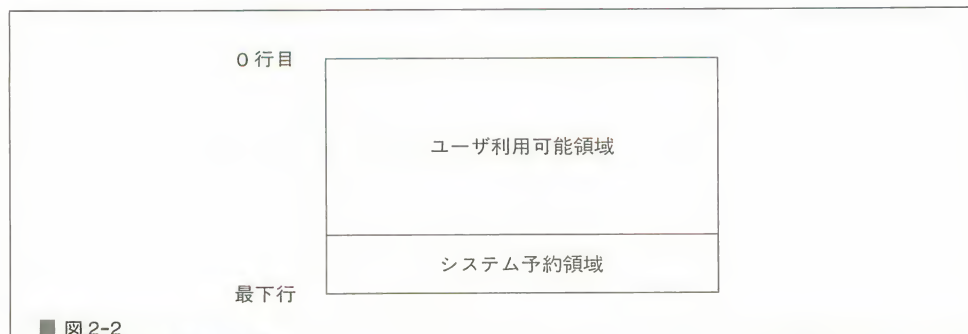 0行目
ユーザ利用可能領域
システム予約領域
最下行
■ 図2-2